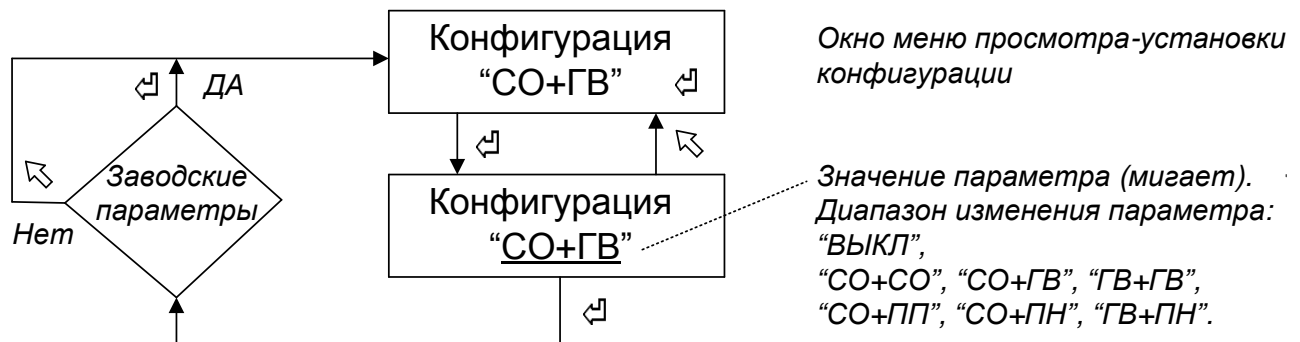 Конфигурация
“СО+ГВ”
Окно меню просмотра-установки
конфигурации
ДА
Заводские
параметры
Нет
Конфигурация
“СО+ГВ”
Значение параметра (мигает).
Диапазон изменения параметра:
“ВЫКЛ”,
“СО+СО”, “СО+ГВ”, “ГВ+ГВ”,
“СО+ПП”, “СО+ПН”, “ГВ+ПН”.